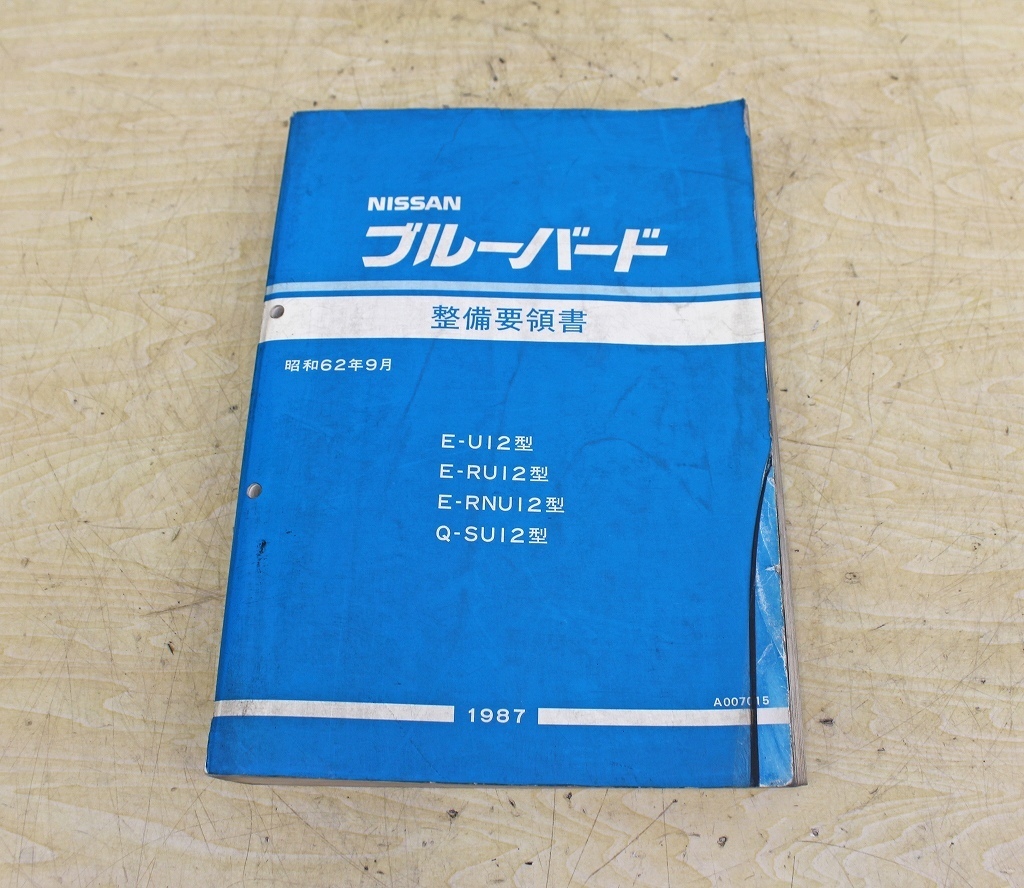 NISSAN
ブルーバード
整備要領書
昭和62年9月
E-U12型
E-RU12型
E-RNU12型
Q-SU12型
A007015
1987